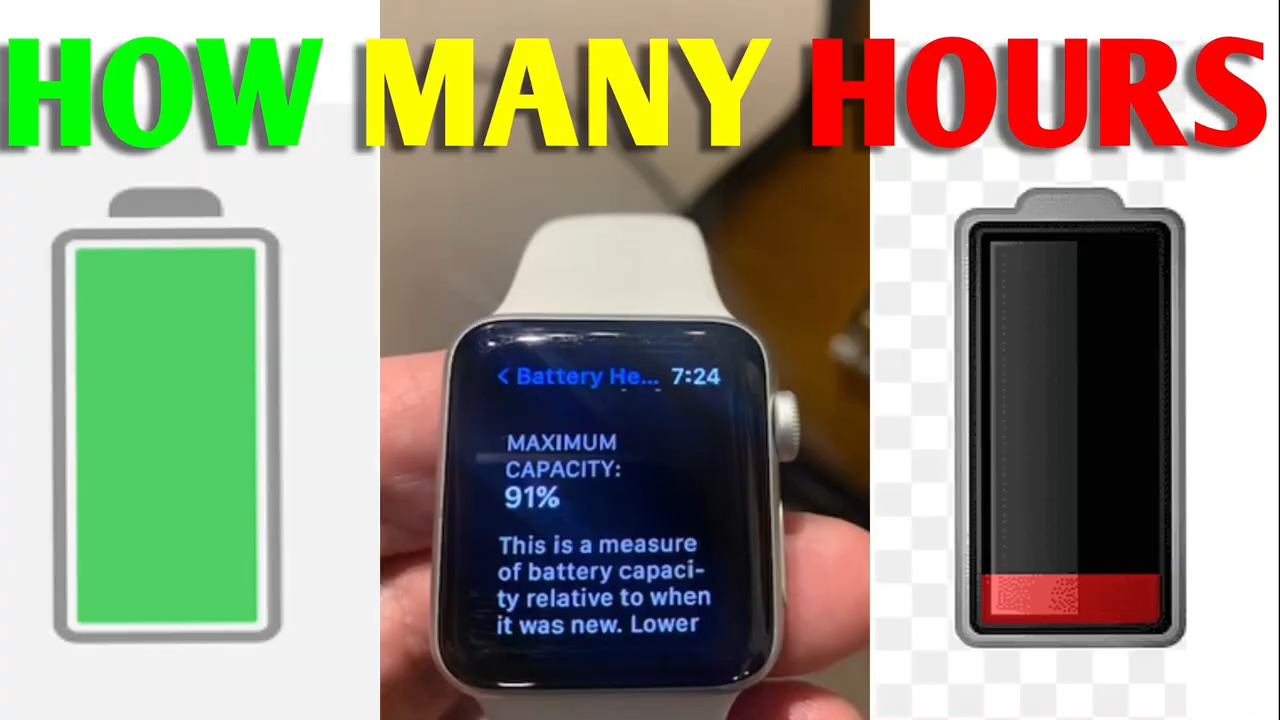 HOW MANY HOURS
< Battery He... 7:24
MAXIMUM
CAPACITY:
91%
This is a measure
of battery capaci-
ty relative to when
it was new. Lower